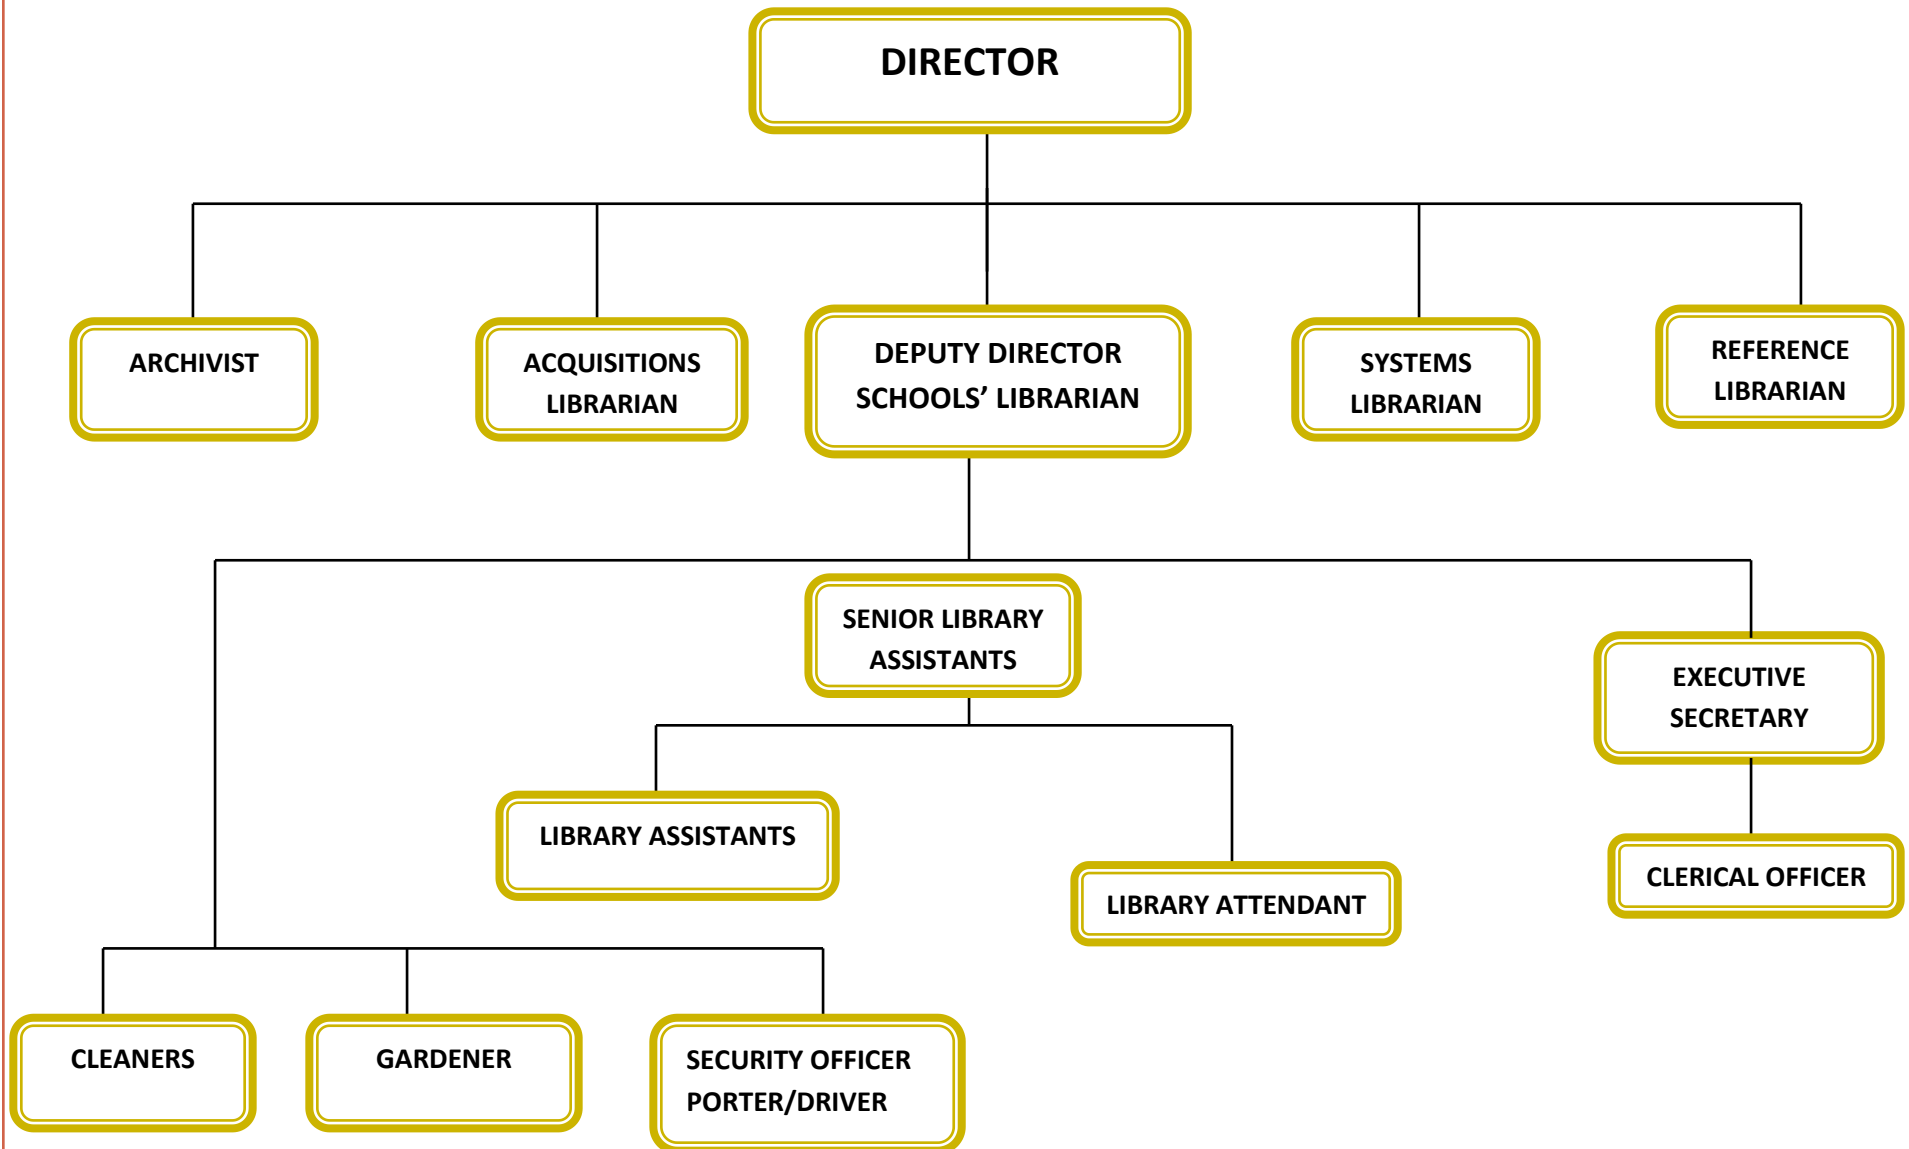 DIRECTOR
ARCHIVIST
ACQUISITIONS
LIBRARIAN
DEPUTY DIRECTOR
SCHOOLS’ LIBRARIAN
SYSTEMS
LIBRARIAN
REFERENCE
LIBRARIAN
SENIOR LIBRARY
ASSISTANTS
EXECUTIVE
SECRETARY
LIBRARY ASSISTANTS
LIBRARY ATTENDANT
CLERICAL OFFICER
CLEANERS
GARDENER
SECURITY OFFICER
PORTER/DRIVER